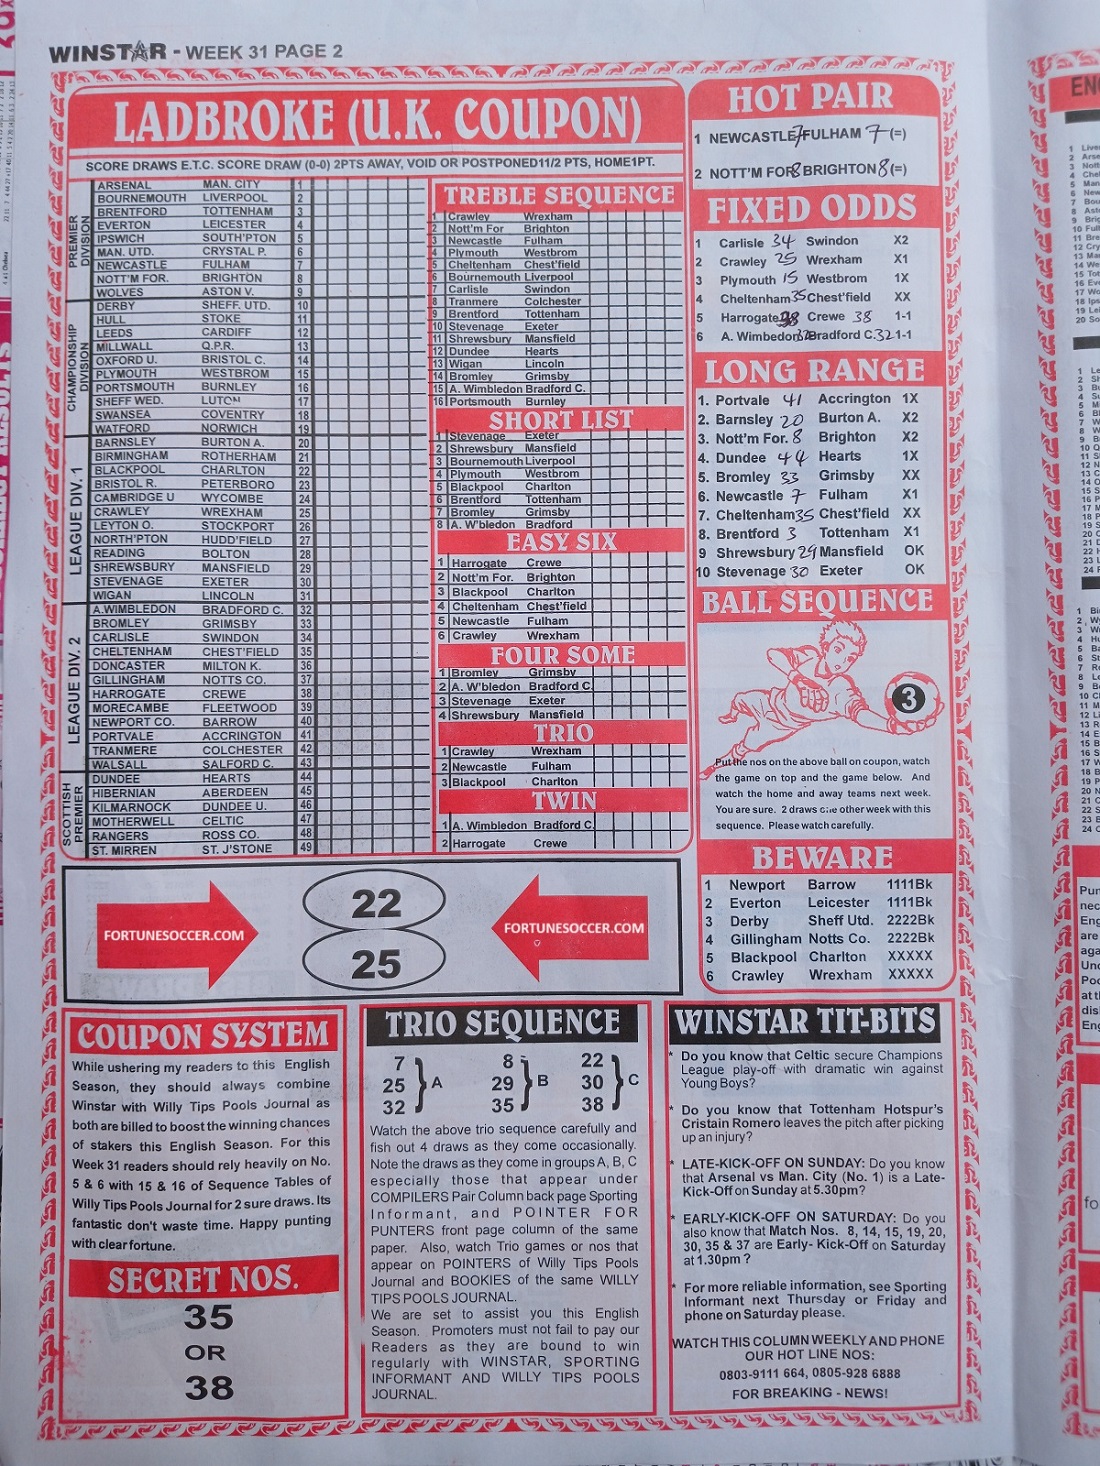 WINSTAR - WEEK 31 PAGE 2
LADBROKE (U.K. COUPON)
SCORE DRAWS E.T.C. SCORE DRAW (0-0) 2PTS AWAY, VOID OR POSTPONED11/2 PTS, HOME1PT.
PREMIER DIVISION
ARSENAL MAN. CITY 1
BOURNEMOUTH LIVERPOOL 2
BRENTFORD TOTTENHAM 3
EVERTON LEICESTER 4
IPSWICH SOUTH'PTON 5
MAN. UTD. CRYSTAL P. 6
NEWCASTLE FULHAM 7
NOTT'M FOR. BRIGHTON 8
WOLVES ASTON V. 9
CHAMPIONSHIP DIVISION
DERBY SHEFF. UTD. 10
HULL STOKE 11
LEEDS CARDIFF 12
MILLWALL Q.P.R. 13
OXFORD U. BRISTOL C. 14
PLYMOUTH WESTBROM 15
PORTSMOUTH BURNLEY 16
SHEFF WED. LUTON 17
SWANSEA COVENTRY 18
WATFORD NORWICH 19
LEAGUE DIV. 1
BARNSLEY BURTON A. 20
BIRMINGHAM ROTHERHAM 21
BLACKPOOL CHARLTON 22
BRISTOL R. PETERBORO 23
CAMBRIDGE U WYCOMBE 24
CRAWLEY WREXHAM 25
LEYTON O. STOCKPORT 26
NORTH'PTON HUDD'FIELD 27
READING BOLTON 28
SHREWSBURY MANSFIELD 29
STEVENAGE EXETER 30
WIGAN LINCOLN 31
LEAGUE DIV. 2
A.WIMBLEDON BRADFORD C. 32
BROMLEY GRIMSBY 33
CARLISLE SWINDON 34
CHELTENHAM CHEST'FIELD 35
DONCASTER MILTON K. 36
GILLINGHAM NOTTS CO. 37
HARROGATE CREWE 38
MORECAMBE FLEETWOOD 39
NEWPORT CO. BARROW 40
PORTVALE ACCRINGTON 41
TRANMERE COLCHESTER 42
WALSALL SALFORD C. 43
SCOTTISH PREMIER
DUNDEE HEARTS 44
HIBERNIAN ABERDEEN 45
KILMARNOCK DUNDEE U. 46
MOTHERWELL CELTIC 47
RANGERS ROSS CO. 48
ST. MIRREN ST. J'STONE 49
TREBLE SEQUENCE
1 Crawley Wrexham
2 Nott'm For Brighton
3 Newcastle Fulham
4 Plymouth Westbrom
5 Cheltenham Chest'field
6 Bournemouth Liverpool
7 Carlisle Swindon
8 Tranmere Colchester
9 Brentford Tottenham
10 Stevenage Exeter
11 Shrewsbury Mansfield
12 Dundee Hearts
13 Wigan Lincoln
14 Bromley Grimsby
15 A. Wimbledon Bradford C.
16 Portsmouth Burnley
SHORT LIST
1 Stevenage Exeter
2 Shrewsbury Mansfield
3 Bournemouth Liverpool
4 Plymouth Westbrom
5 Blackpool Charlton
6 Brentford Tottenham
7 Bromley Grimsby
8 A. W'bledon Bradford
EASY SIX
1 Harrogate Crewe
2 Nott'm For. Brighton
3 Blackpool Charlton
4 Cheltenham Chest'field
5 Newcastle Fulham
6 Crawley Wrexham
FOUR SOME
1 Bromley Grimsby
2 A. W'bledon Bradford C.
3 Stevenage Exeter
4 Shrewsbury Mansfield
TRIO
1 Crawley Wrexham
2 Newcastle Fulham
3 Blackpool Charlton
TWIN
1 A. Wimbledon Bradford C.
2 Harrogate Crewe
HOT PAIR
1 NEWCASTLE 7 FULHAM 7 (=)
2 NOTT'M FOR 8 BRIGHTON 8 (=)
FIXED ODDS
1 Carlisle 34 Swindon X2
2 Crawley 25 Wrexham X1
3 Plymouth 15 Westbrom 1X
4 Cheltenham 35 Chest'field XX
5 Harrogate 38 Crewe 38 1-1
6 A. Wimbedon 32 Bradford C. 32 1-1
LONG RANGE
1. Portvale 41 Accrington 1X
2. Barnsley 20 Burton A. X2
3. Nott'm For. 8 Brighton X2
4. Dundee 44 Hearts 1X
5. Bromley 33 Grimsby XX
6. Newcastle 7 Fulham X1
7. Cheltenham 35 Chest'field XX
8. Brentford 3 Tottenham X1
9 Shrewsbury 29 Mansfield OK
10 Stevenage 30 Exeter OK
BALL SEQUENCE
3
Put the nos on the above ball on coupon, watch
the game on top and the game below. And
watch the home and away teams next week.
You are sure. 2 draws one other week with this
sequence. Please watch carefully.
BEWARE
1 Newport Barrow 1111Bk
2 Everton Leicester 1111Bk
3 Derby Sheff Utd. 2222Bk
4 Gillingham Notts Co. 2222Bk
5 Blackpool Charlton XXXXX
6 Crawley Wrexham XXXXX
FORTUNESOCCER.COM
22
25
FORTUNESOCCER.COM
COUPON SYSTEM
While ushering my readers to this English
Season, they should always combine
Winstar with Willy Tips Pools Journal as
both are billed to boost the winning chances
of stakers this English Season. For this
Week 31 readers should rely heavily on No.
5 & 6 with 15 & 16 of Sequence Tables of
Willy Tips Pools Journal for 2 sure draws. Its
fantastic don't waste time. Happy punting
with clear fortune.
SECRET NOS.
35
OR
38
TRIO SEQUENCE
7 8 22
25 A 29 B 30 C
32 35 38
Watch the above trio sequence carefully and
fish out 4 draws as they come occasionally.
Note the draws as they come in groups A, B, C
especially those that appear under
COMPILERS Pair Column back page Sporting
Informant, and POINTER FOR
PUNTERS front page column of the same
paper. Also, watch Trio games or nos that
appear on POINTERS of Willy Tips Pools
Journal and BOOKIES of the same WILLY
TIPS POOLS JOURNAL.
We are set to assist you this English
Season. Promoters must not fail to pay our
Readers as they are bound to win
regularly with WINSTAR, SPORTING
INFORMANT AND WILLY TIPS POOLS
JOURNAL.
WINSTAR TIT-BITS
* Do you know that Celtic secure Champions
League play-off with dramatic win against
Young Boys?
* Do you know that Tottenham Hotspur's
Cristain Romero leaves the pitch after picking
up an injury?
* LATE-KICK-OFF ON SUNDAY: Do you know
that Arsenal vs Man. City (No. 1) is a Late-
Kick-Off on Sunday at 5.30pm?
* EARLY-KICK-OFF ON SATURDAY: Do you
also know that Match Nos. 8, 14, 15, 19, 20,
30, 35 & 37 are Early- Kick-Off on Saturday
at 1.30pm ?
* For more reliable information, see Sporting
Informant next Thursday or Friday and
phone on Saturday please.
WATCH THIS COLUMN WEEKLY AND PHONE
OUR HOT LINE NOS:
0803-9111 664, 0805-928 6888
FOR BREAKING - NEWS!